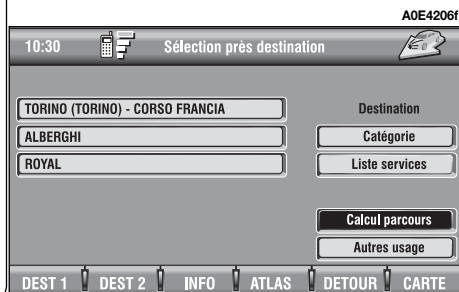 A0E4206f
10:30 Sélection près destination
TORINO (TORINO) - CORSO FRANCIA
ALBERGHI
ROYAL
Destination
Catégorie
Liste services
Calcul parcours
Autres usage
DEST 1 DEST 2 INFO ATLAS DETOUR CARTE